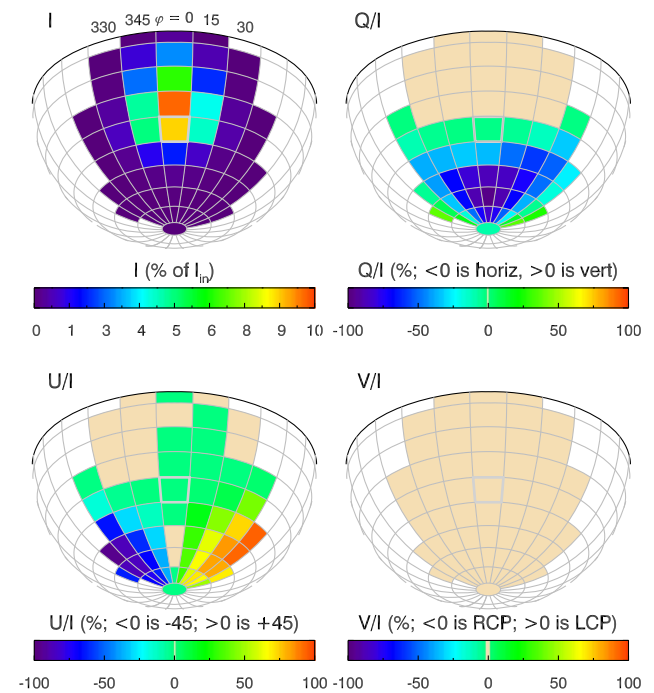 I
330 345 φ = 0 15 30
Q/I
I (% of I_in)
0 1 2 3 4 5 6 7 8 9 10
Q/I (%; <0 is horiz, >0 is vert)
-100 -50 0 50 100
U/I
V/I
U/I (%; <0 is -45; >0 is +45)
-100 -50 0 50 100
V/I (%; <0 is RCP; >0 is LCP)
-100 -50 0 50 100